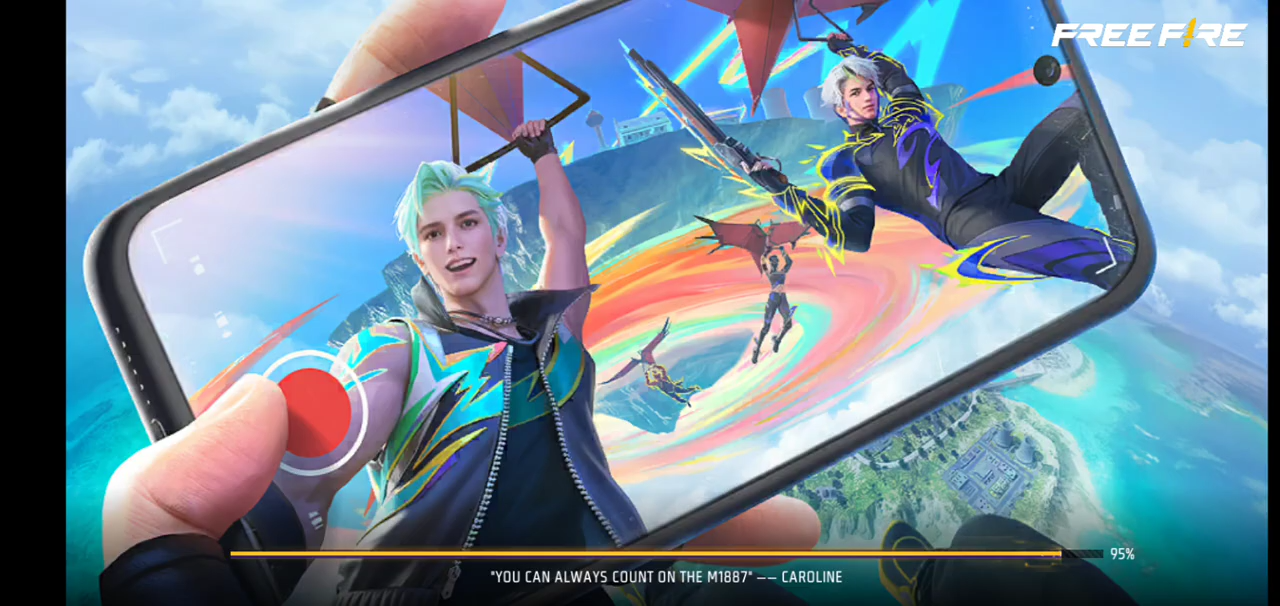 FREE FIRE
95%
"YOU CAN ALWAYS COUNT ON THE M1887" –– CAROLINE